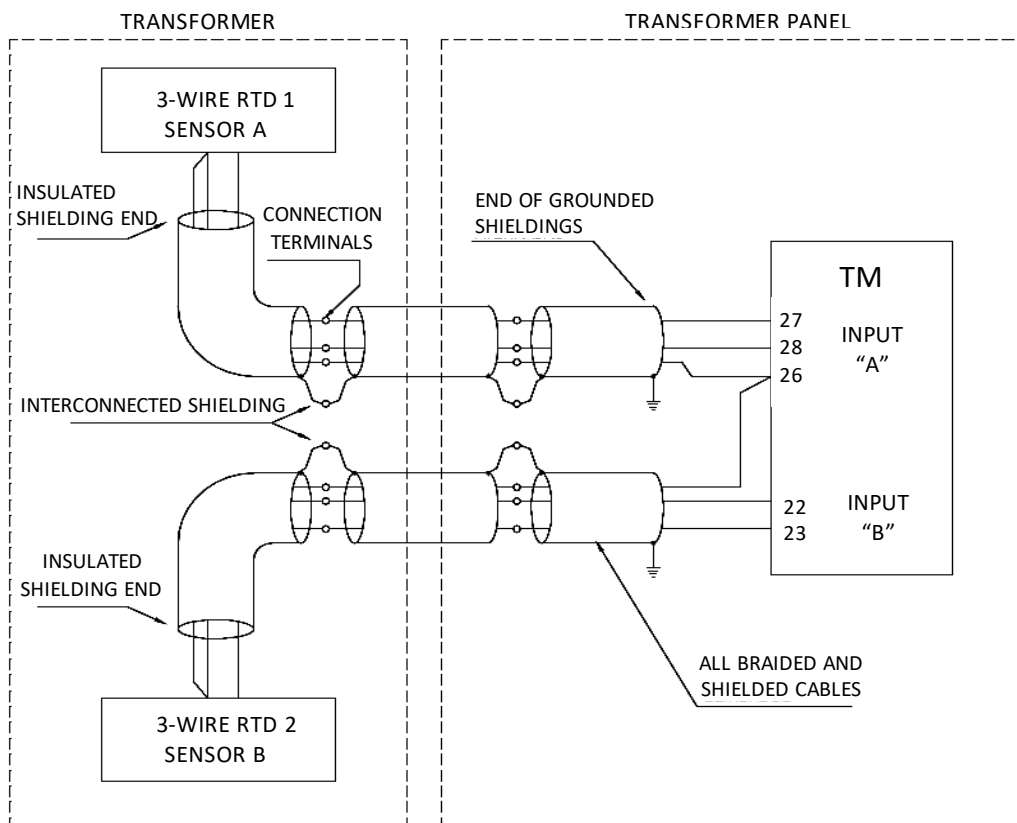 TRANSFORMER
TRANSFORMER PANEL
3-WIRE RTD 1
SENSOR A
INSULATED
SHIELDING END
CONNECTION
TERMINALS
END OF GROUNDED
SHIELDINGS
TM
27
28
26
INPUT
“A”
INTERCONNECTED SHIELDING
22
23
INPUT
“B”
INSULATED
SHIELDING END
ALL BRAIDED AND
SHIELDED CABLES
3-WIRE RTD 2
SENSOR B